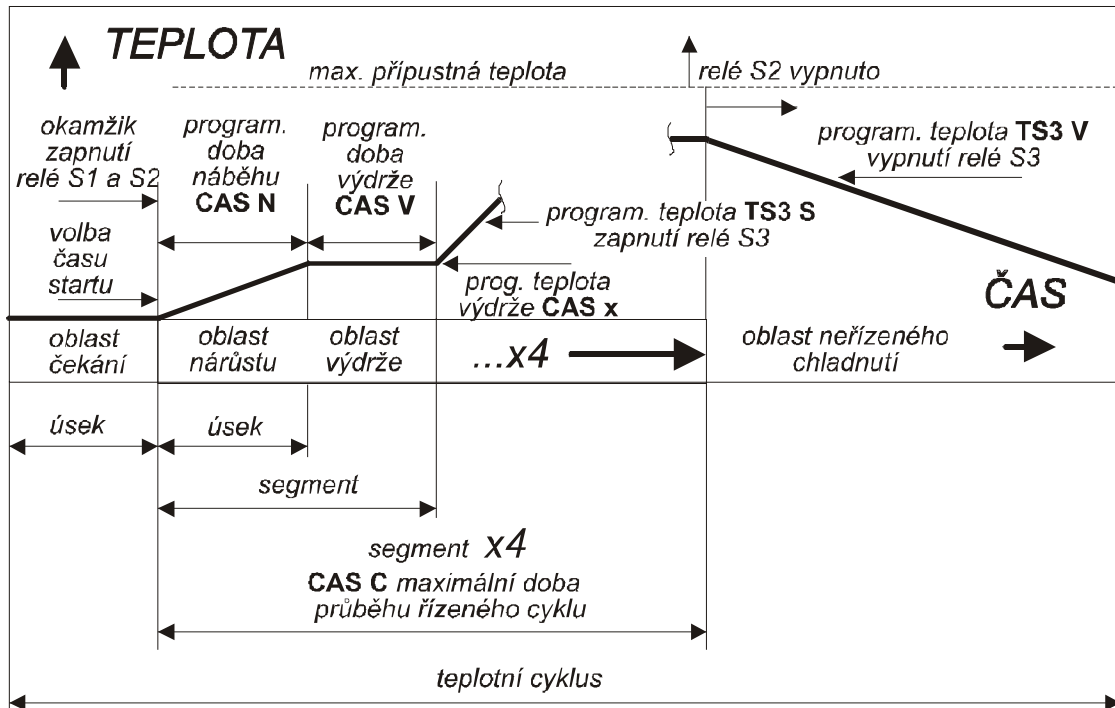 TEPLOTA
max. přípustná teplota
relé S2 vypnuto
okamžik
zapnutí
relé S1 a S2
program.
doba
náběhu
CAS N
program.
doba
výdrže
CAS V
program. teplota TS3 V
vypnutí relé S3
program. teplota TS3 S
zapnutí relé S3
volba
času
startu
prog. teplota
výdrže CAS x
ČAS
oblast
čekání
oblast
nárůstu
oblast
výdrže
...x4
oblast neřízeného
chladnutí
úsek
úsek
segment
segment x4
CAS C maximální doba
průběhu řízeného cyklu
teplotní cyklus